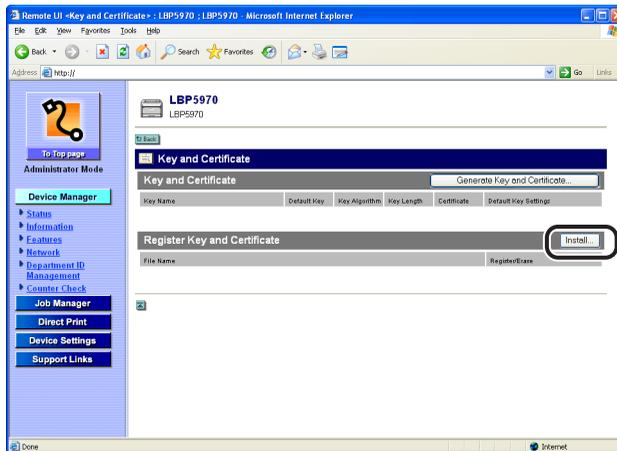 Remote UI <Key and Certificate> : LBP5970 ; LBP5970 - Microsoft Internet Explorer
File Edit View Favorites Tools Help
Back Search Favorites
Address http:// Go Links
To Top page
Administrator Mode
Device Manager
Status
Information
Features
Network
Department ID
Management
Counter Check
Job Manager
Direct Print
Device Settings
Support Links
LBP5970
LBP5970
Back
Key and Certificate
Key and Certificate Generate Key and Certificate...
Key Name Default Key Key Algorithm Key Length Certificate Default Key Settings
Register Key and Certificate Install...
File Name Register/Erase
Done Internet